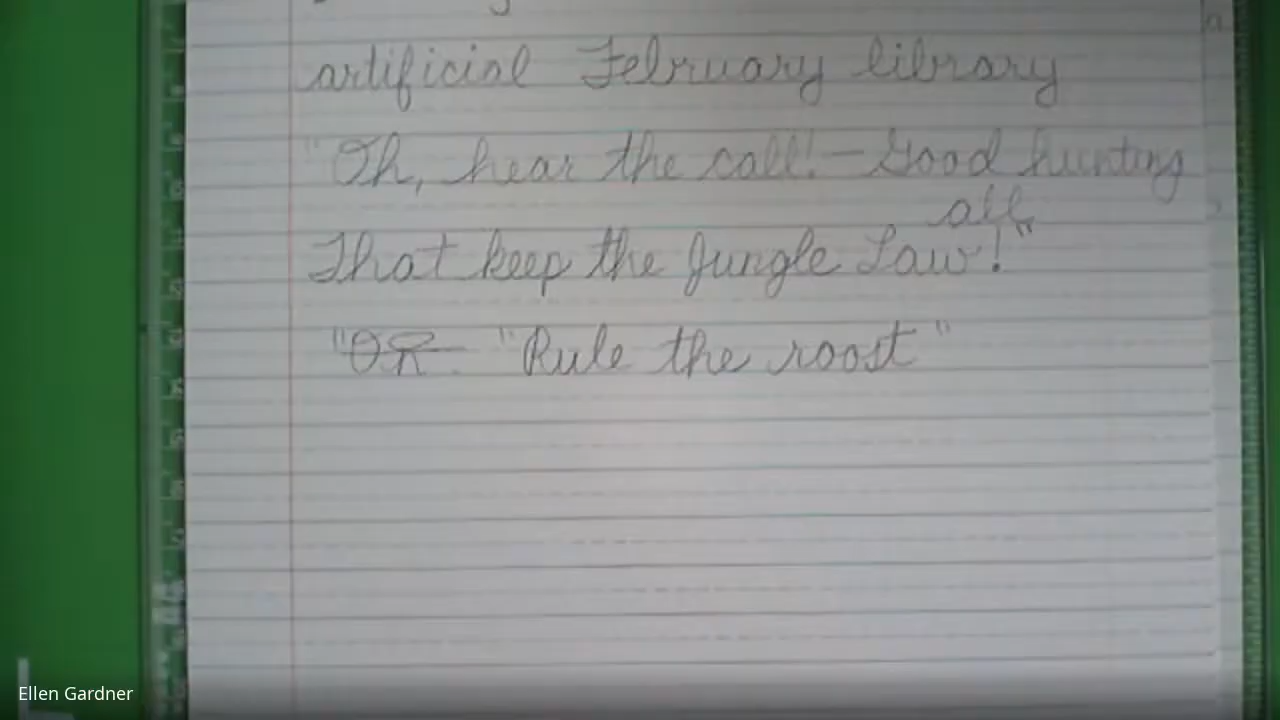 artificial February library
"Oh, hear the call! – Good hunting
all,
That keep the Jungle Law!"
"OR "Rule the roost"
Ellen Gardner